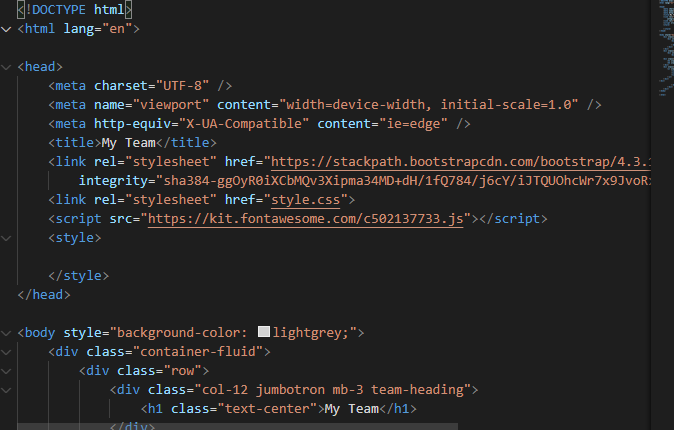 <!DOCTYPE html>
<html lang="en">
<head>
<meta charset="UTF-8" />
<meta name="viewport" content="width=device-width, initial-scale=1.0" />
<meta http-equiv="X-UA-Compatible" content="ie=edge" />
<title>My Team</title>
<link rel="stylesheet" href="https://stackpath.bootstrapcdn.com/bootstrap/4.3.1
integrity="sha384-ggOyR0iXCbMQv3Xipma34MD+dH/1fQ784/j6cY/iJTQUOhcWr7x9JvoRx
<link rel="stylesheet" href="style.css">
<script src="https://kit.fontawesome.com/c502137733.js"></script>
<style>
</style>
</head>
<body style="background-color: lightgrey;">
<div class="container-fluid">
<div class="row">
<div class="col-12 jumbotron mb-3 team-heading">
<h1 class="text-center">My Team</h1>
</div>